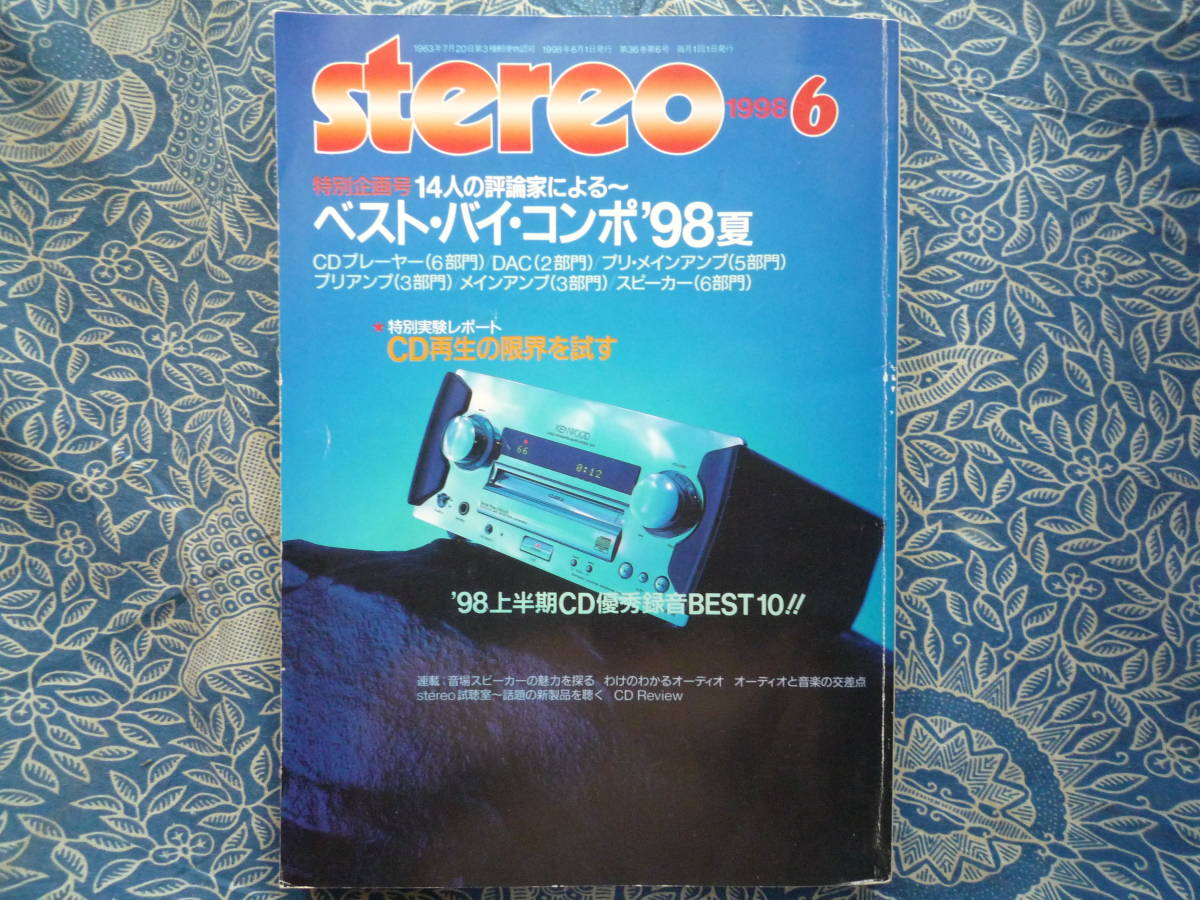 1963年7月20日第3種郵便物認可 1998年6月1日発行 第36巻第6号 毎月1回1日発行
stereo
1998 6
特別企画号 14人の評論家による〜
ベスト・バイ・コンポ'98夏
CDプレーヤー(6部門)/DAC(2部門)/プリ・メインアンプ(5部門)
プリアンプ(3部門)/メインアンプ(3部門)/スピーカー(6部門)
★特別実験レポート
CD再生の限界を試す
KENWOOD
66
0:12
'98上半期CD優秀録音BEST10!!
連載:音場スピーカーの魅力を探る わけのわかるオーディオ オーディオと音楽の交差点
stereo試聴室〜話題の新製品を聴く CD Review